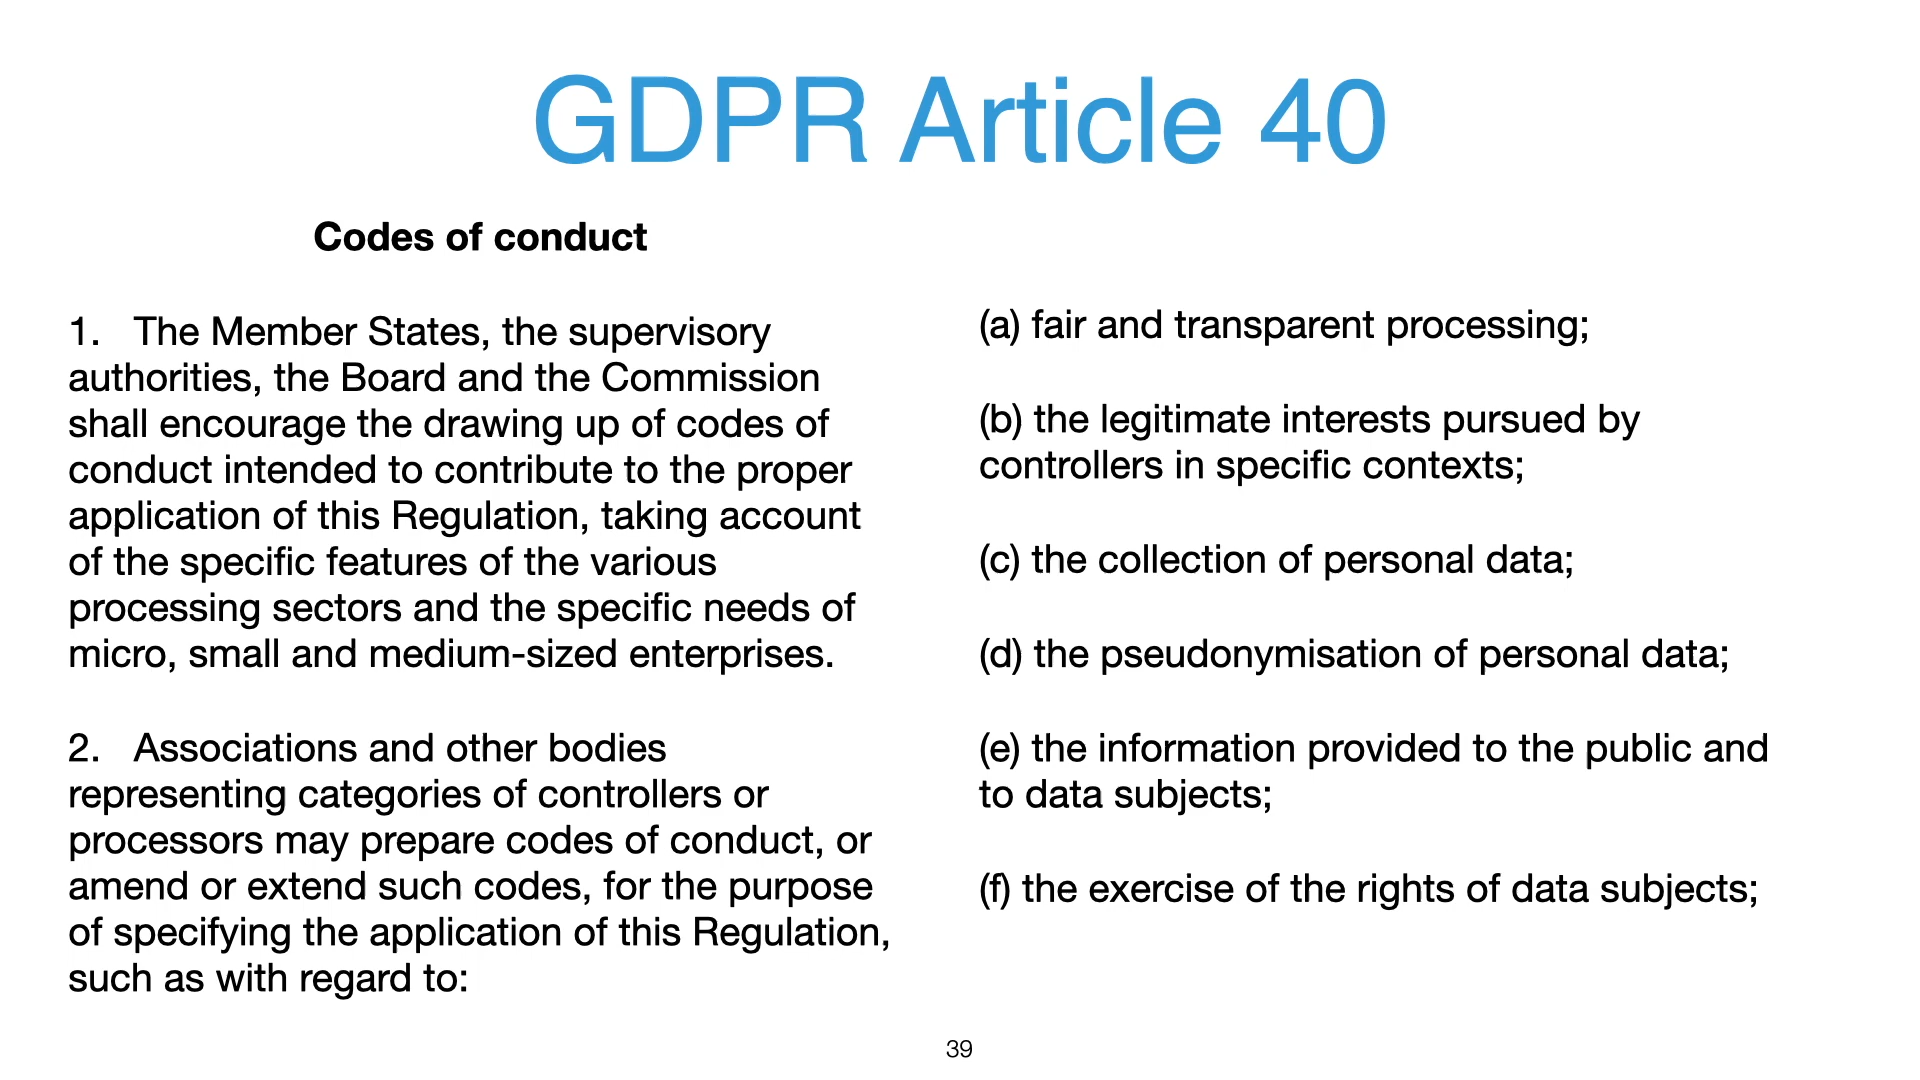 GDPR Article 40
Codes of conduct
1. The Member States, the supervisory
authorities, the Board and the Commission
shall encourage the drawing up of codes of
conduct intended to contribute to the proper
application of this Regulation, taking account
of the specific features of the various
processing sectors and the specific needs of
micro, small and medium-sized enterprises.
2. Associations and other bodies
representing categories of controllers or
processors may prepare codes of conduct, or
amend or extend such codes, for the purpose
of specifying the application of this Regulation,
such as with regard to:
(a) fair and transparent processing;
(b) the legitimate interests pursued by
controllers in specific contexts;
(c) the collection of personal data;
(d) the pseudonymisation of personal data;
(e) the information provided to the public and
to data subjects;
(f) the exercise of the rights of data subjects;
39